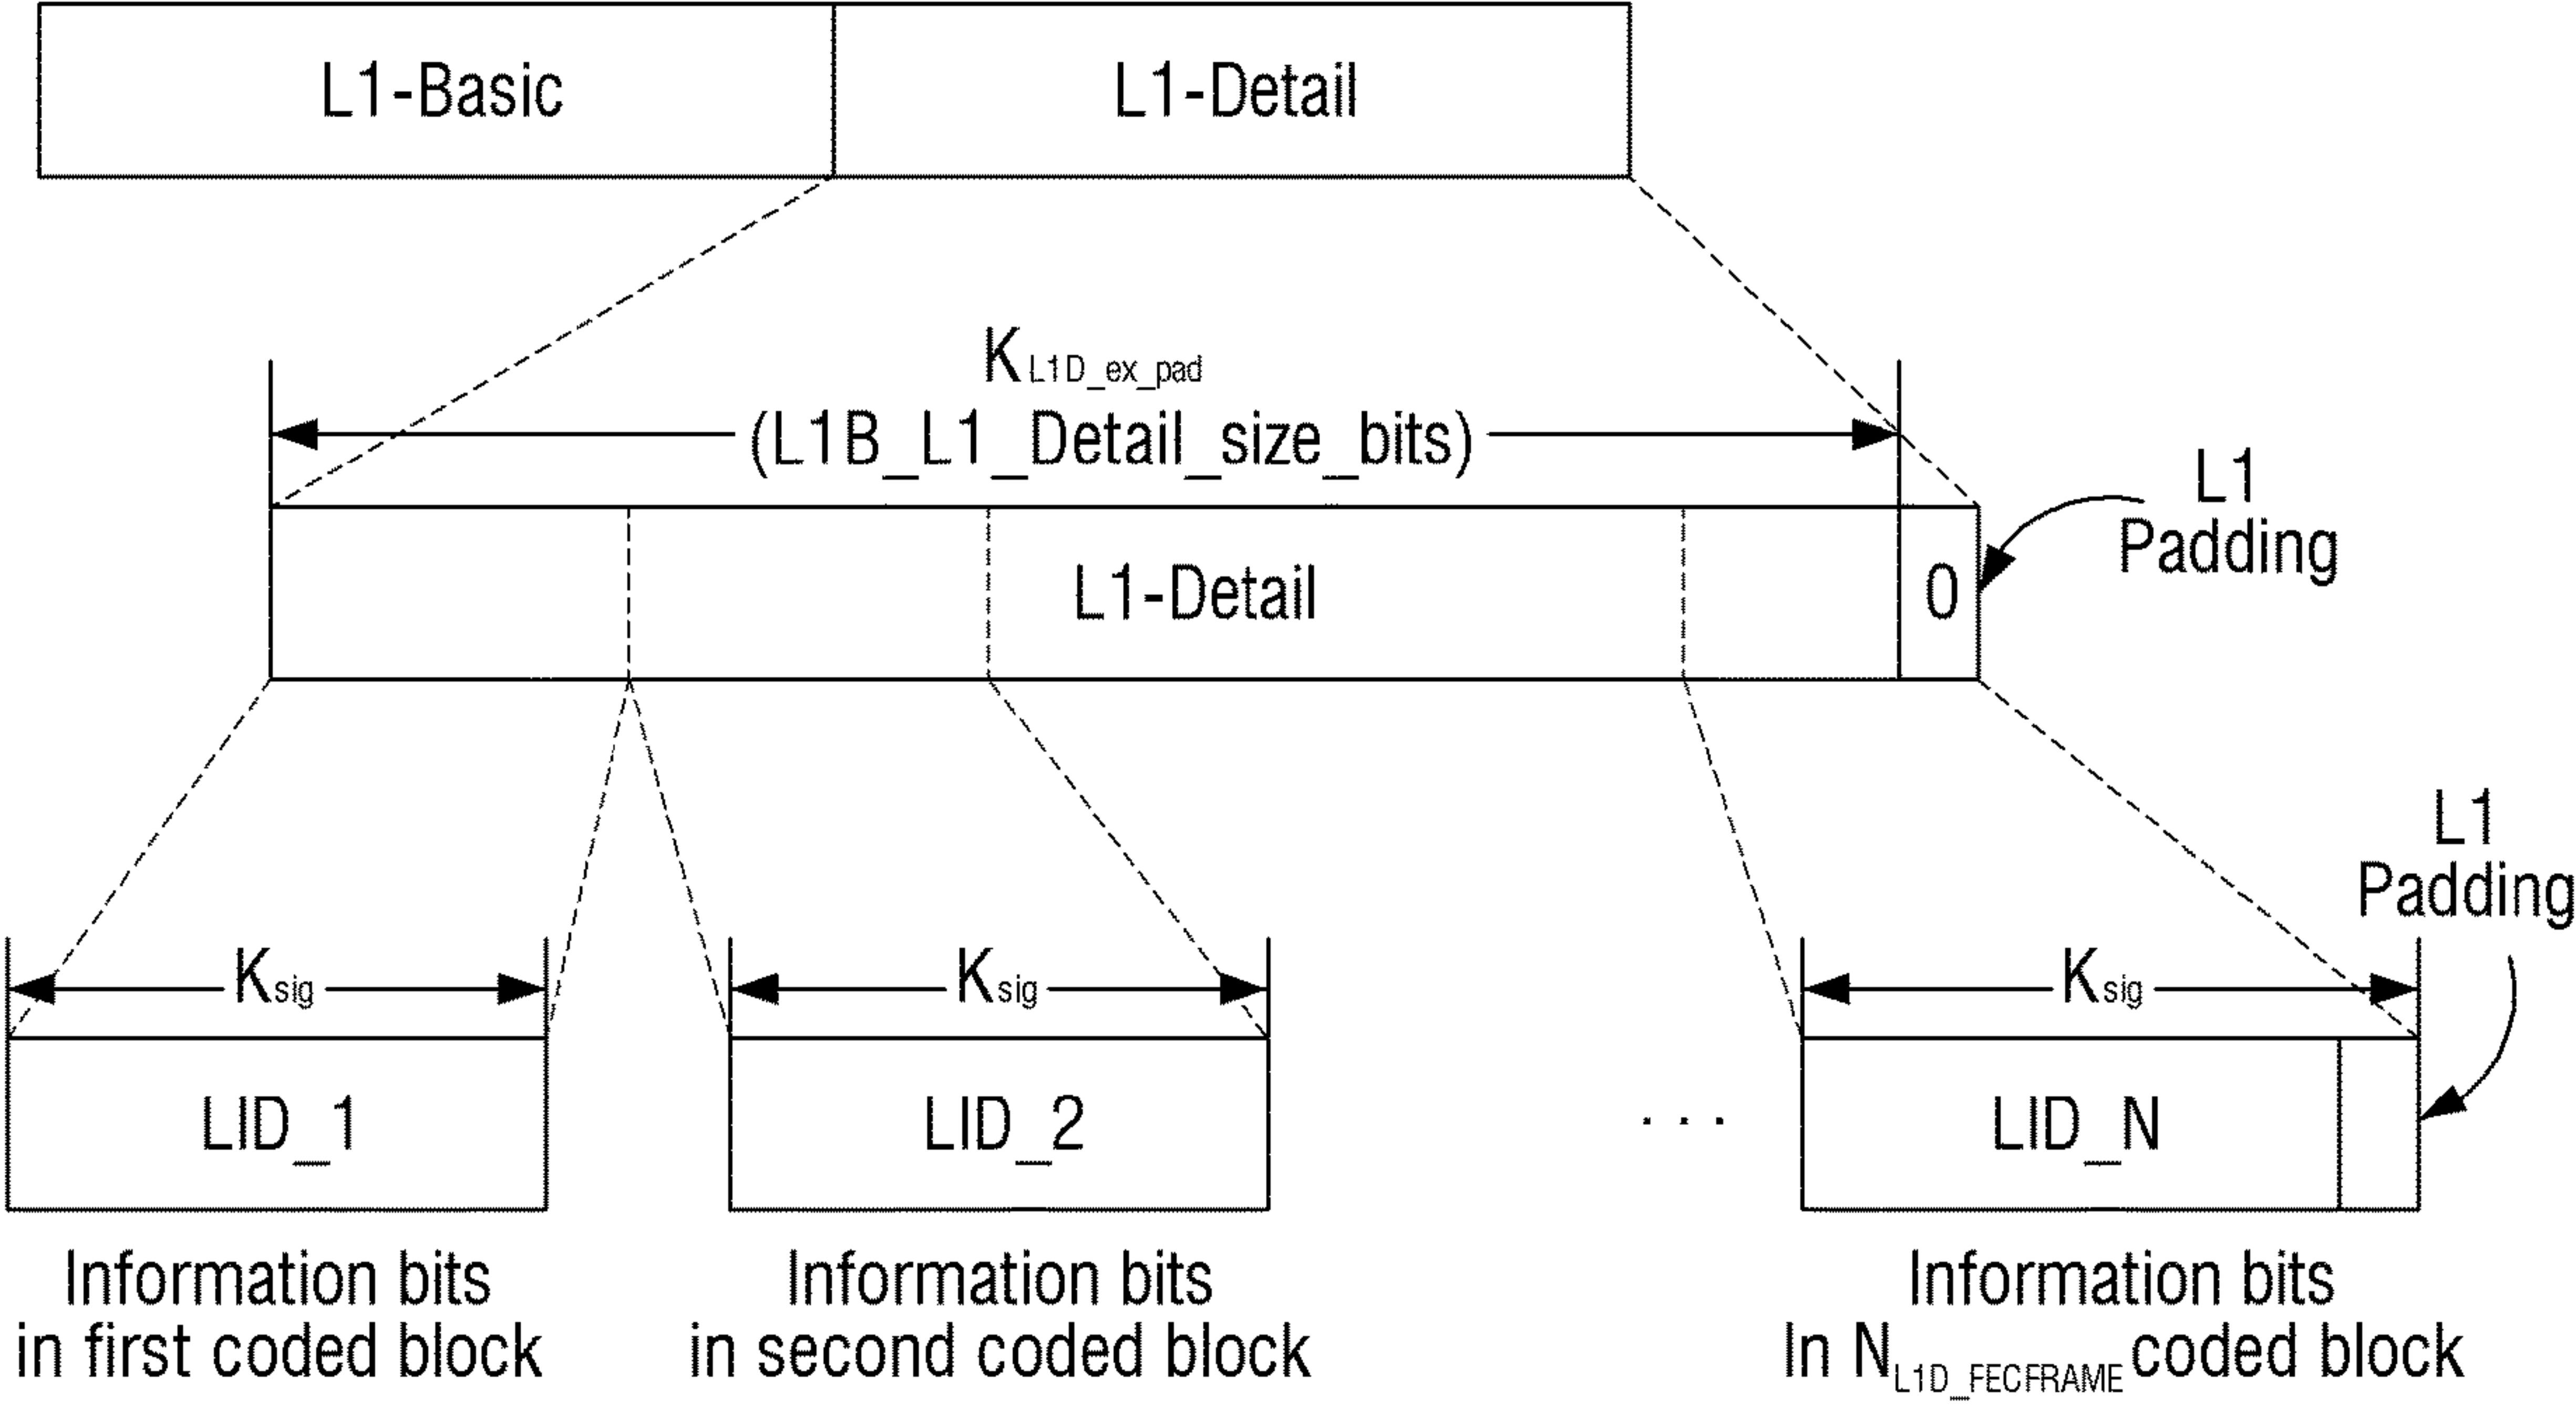 L1-Basic
L1-Detail
K L1D_ex_pad
(L1B_L1_Detail_size_bits)
L1
Padding
L1-Detail
0
L1
Padding
Ksig
Ksig
Ksig
LID_1
LID_2
. . .
LID_N
Information bits
in first coded block
Information bits
in second coded block
Information bits
In NL1D_FECFRAME coded block